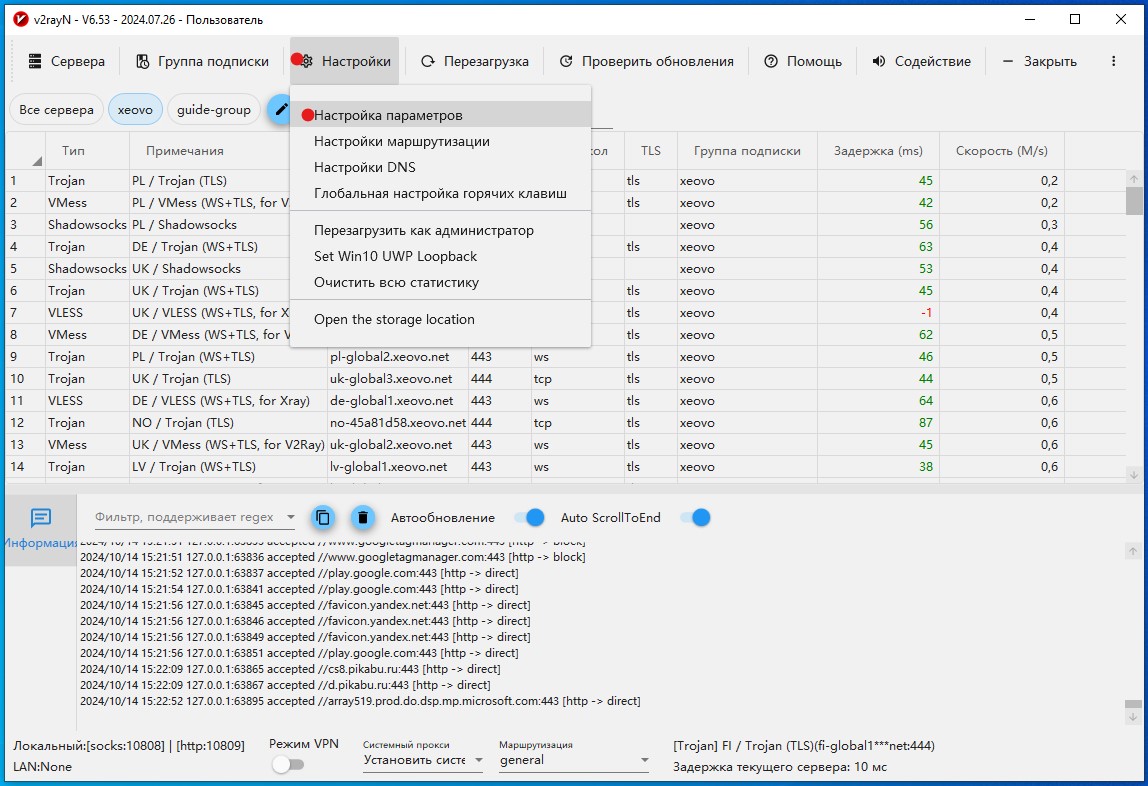 v2rayN - V6.53 - 2024.07.26 - Пользователь
Сервера Группа подписки Настройки Перезагрузка Проверить обновления Помощь Содействие Закрыть
Все сервера xeovo guide-group
Настройка параметров
Настройки маршрутизации
Настройки DNS
Глобальная настройка горячих клавиш
Перезагрузить как администратор
Set Win10 UWP Loopback
Очистить всю статистику
Open the storage location
Тип Примечания кол TLS Группа подписки Задержка (ms) Скорость (M/s)
1 Trojan PL / Trojan (TLS) tls xeovo 45 0,2
2 VMess PL / VMess (WS+TLS, for V tls xeovo 42 0,2
3 Shadowsocks PL / Shadowsocks xeovo 56 0,3
4 Trojan DE / Trojan (WS+TLS) tls xeovo 63 0,4
5 Shadowsocks UK / Shadowsocks xeovo 53 0,4
6 Trojan UK / Trojan (WS+TLS) tls xeovo 45 0,4
7 VLESS UK / VLESS (WS+TLS, for X tls xeovo -1 0,4
8 VMess DE / VMess (WS+TLS, for V tls xeovo 62 0,5
9 Trojan PL / Trojan (WS+TLS) pl-global2.xeovo.net 443 ws tls xeovo 46 0,5
10 Trojan UK / Trojan (TLS) uk-global3.xeovo.net 444 tcp tls xeovo 44 0,5
11 VLESS DE / VLESS (WS+TLS, for Xray) de-global1.xeovo.net 443 ws tls xeovo 64 0,6
12 Trojan NO / Trojan (TLS) no-45a81d58.xeovo.net 444 tcp tls xeovo 87 0,6
13 VMess UK / VMess (WS+TLS, for V2Ray) uk-global2.xeovo.net 443 ws tls xeovo 45 0,6
14 Trojan LV / Trojan (WS+TLS) lv-global1.xeovo.net 443 ws tls xeovo 38 0,6
Информация
Фильтр, поддерживает regex Автообновление Auto ScrollToEnd
2024/10/14 15:21:51 127.0.0.1:63836 accepted //www.googletagmanager.com:443 [http -> block]
2024/10/14 15:21:52 127.0.0.1:63837 accepted //play.google.com:443 [http -> direct]
2024/10/14 15:21:54 127.0.0.1:63841 accepted //play.google.com:443 [http -> direct]
2024/10/14 15:21:56 127.0.0.1:63845 accepted //favicon.yandex.net:443 [http -> direct]
2024/10/14 15:21:56 127.0.0.1:63846 accepted //favicon.yandex.net:443 [http -> direct]
2024/10/14 15:21:56 127.0.0.1:63849 accepted //favicon.yandex.net:443 [http -> direct]
2024/10/14 15:21:56 127.0.0.1:63851 accepted //play.google.com:443 [http -> direct]
2024/10/14 15:22:09 127.0.0.1:63865 accepted //cs8.pikabu.ru:443 [http -> direct]
2024/10/14 15:22:09 127.0.0.1:63867 accepted //d.pikabu.ru:443 [http -> direct]
2024/10/14 15:22:52 127.0.0.1:63895 accepted //array519.prod.do.dsp.mp.microsoft.com:443 [http -> direct]
Локальный:[socks:10808] | [http:10809]
LAN:None
Режим VPN
Системный прокси
Установить систе
Маршрутизация
general
[Trojan] FI / Trojan (TLS)(fi-global1***net:444)
Задержка текущего сервера: 10 мс